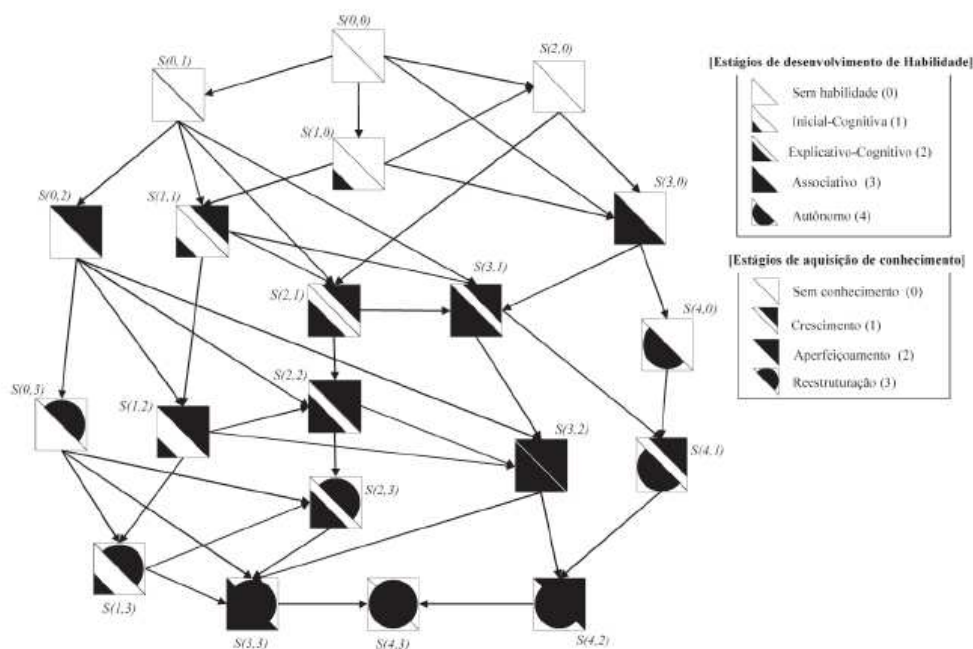 S(0,0)
S(0,1)
S(2,0)
S(1,0)
S(0,2)
S(1,1)
S(3,0)
S(2,1)
S(3,1)
S(4,0)
S(2,2)
S(0,3)
S(1,2)
S(3,2)
S(4,1)
S(2,3)
S(1,3)
S(3,3)
S(4,3)
S(4,2)
[Estágios de desenvolvimento de Habilidade]
Sem habilidade (0)
Inicial-Cognitiva (1)
Explicativo-Cognitivo (2)
Associativo (3)
Autônomo (4)
[Estágios de aquisição de conhecimento]
Sem conhecimento (0)
Crescimento (1)
Aperfeiçoamento (2)
Reestruturação (3)